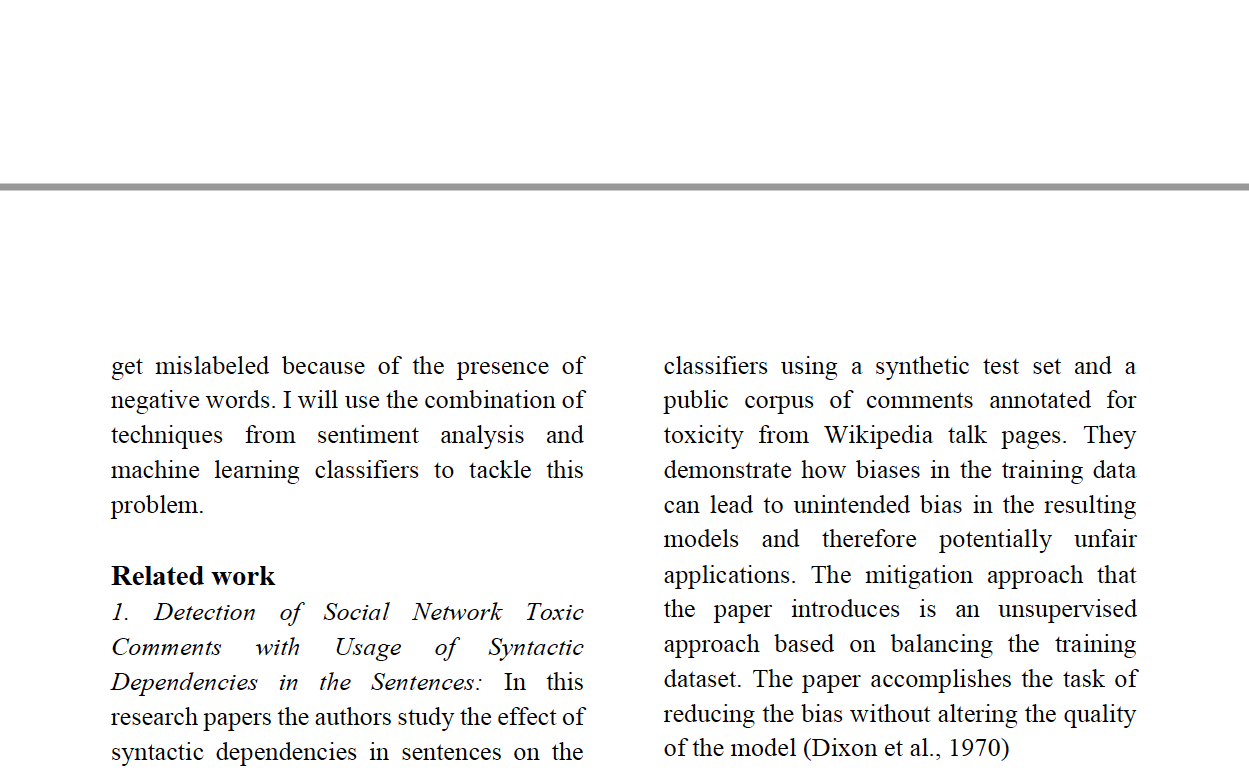 get mislabeled because of the presence of
negative words. I will use the combination of
techniques from sentiment analysis and
machine learning classifiers to tackle this
problem.
Related work
1. Detection of Social Network Toxic
Comments with Usage of Syntactic
Dependencies in the Sentences: In this
research papers the authors study the effect of
syntactic dependencies in sentences on the
classifiers using a synthetic test set and a
public corpus of comments annotated for
toxicity from Wikipedia talk pages. They
demonstrate how biases in the training data
can lead to unintended bias in the resulting
models and therefore potentially unfair
applications. The mitigation approach that
the paper introduces is an unsupervised
approach based on balancing the training
dataset. The paper accomplishes the task of
reducing the bias without altering the quality
of the model (Dixon et al., 1970)